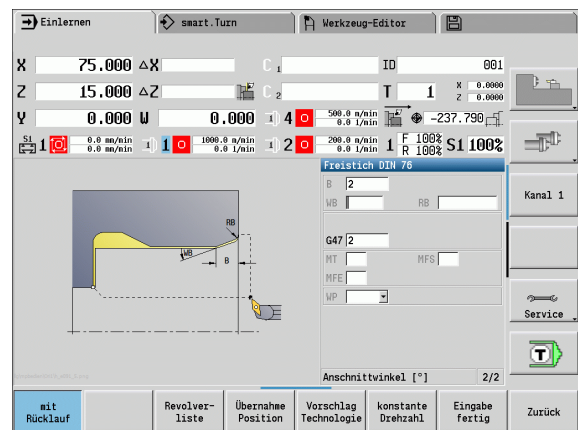 Einlernen
smart.Turn
Werkzeug-Editor
X 75.000 ΔX C 1 ID 001
Z 15.000 ΔZ C 2 T 1 X 0.0000 Z 0.0000
Y 0.000 W 0.000 4 500.0 m/min 0.0 1/min -237.790
S1 1 0.0 mm/min 0.0 mm/min 1 1000.0 m/min 0.0 1/min 2 200.0 m/min 0.0 1/min 1 F 100% R 100% S1 100%
Freistich DIN 76
B 2
WB RB
G47 2
MT MFS
MFE
WP
Anschnittwinkel [°] 2/2
RB
WB
B
Kanal 1
Service
T
mit Rücklauf
Revolver-liste
Übernahme Position
Vorschlag Technologie
konstante Drehzahl
Eingabe fertig
Zurück